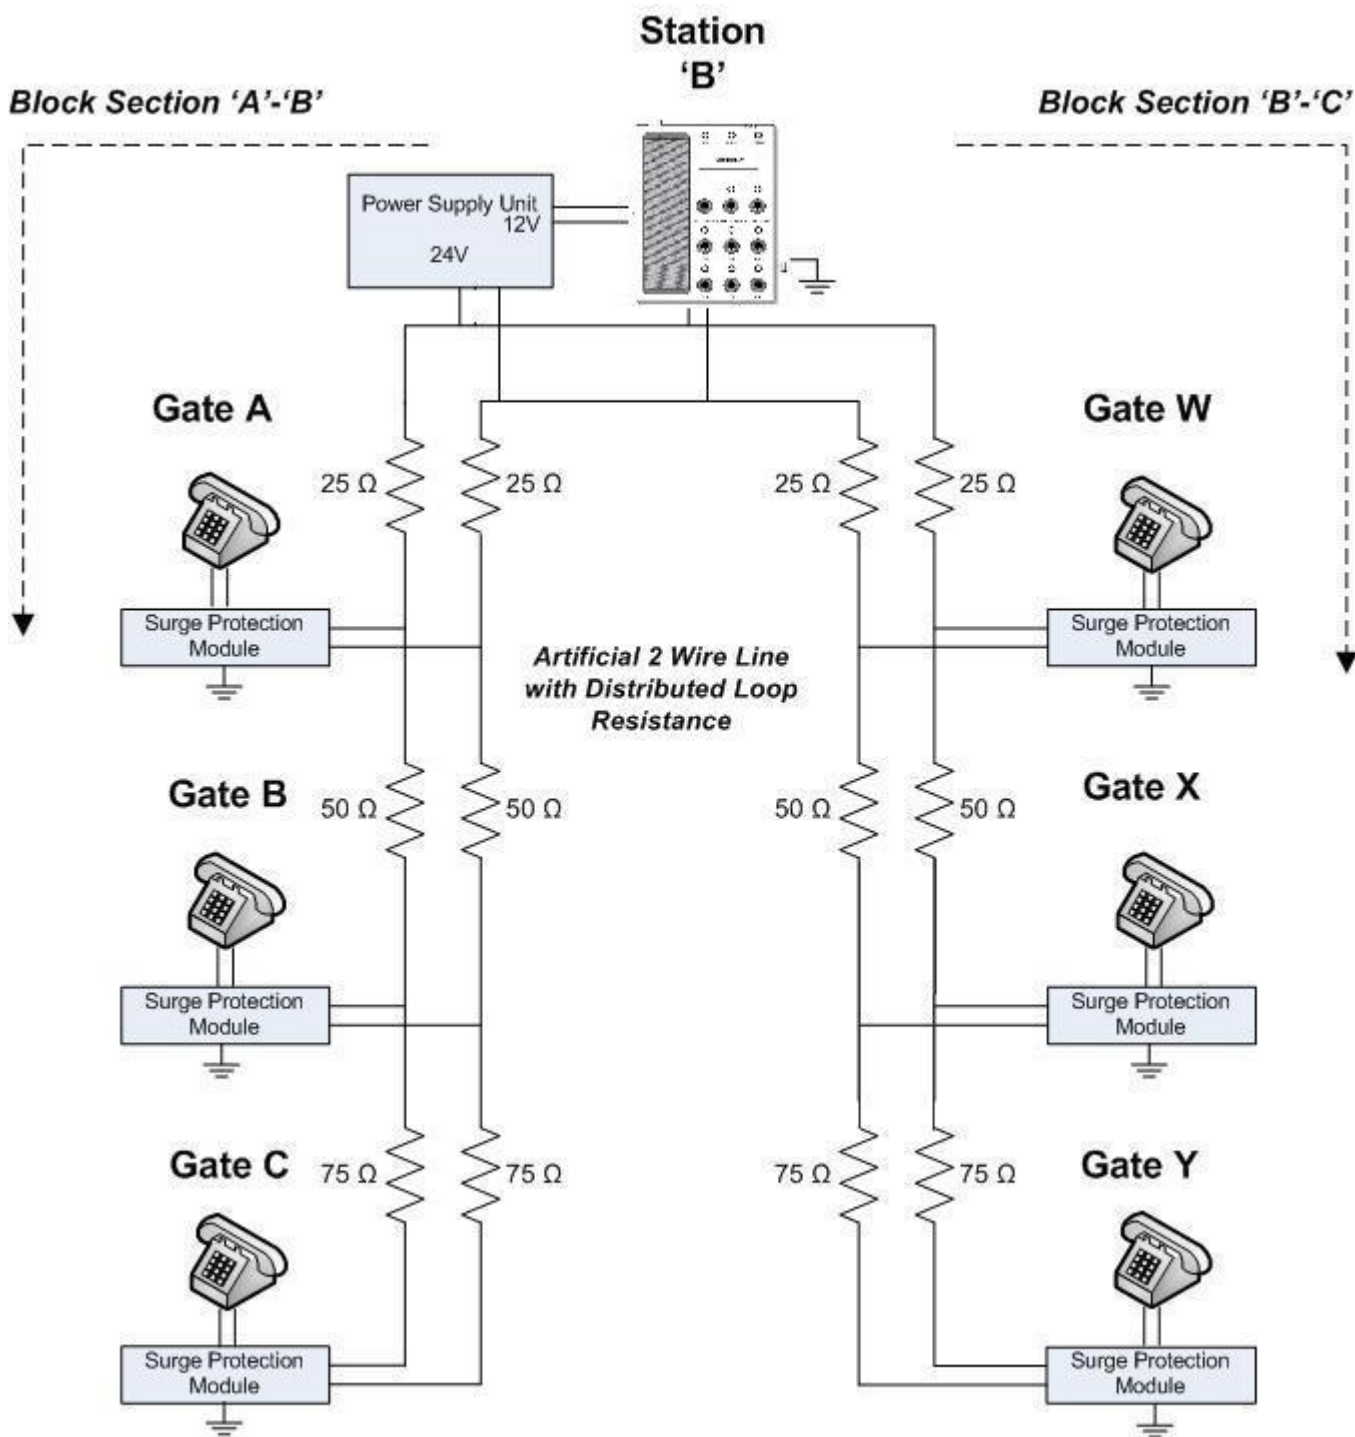 Station
‘B’
Block Section ‘A’-‘B’
Block Section ‘B’-‘C’
Power Supply Unit
12V
24V
Gate A
Gate W
25 Ω
25 Ω
25 Ω
25 Ω
Surge Protection
Module
Surge Protection
Module
Artificial 2 Wire Line
with Distributed Loop
Resistance
Gate B
Gate X
50 Ω
50 Ω
50 Ω
50 Ω
Surge Protection
Module
Surge Protection
Module
Gate C
Gate Y
75 Ω
75 Ω
75 Ω
75 Ω
Surge Protection
Module
Surge Protection
Module